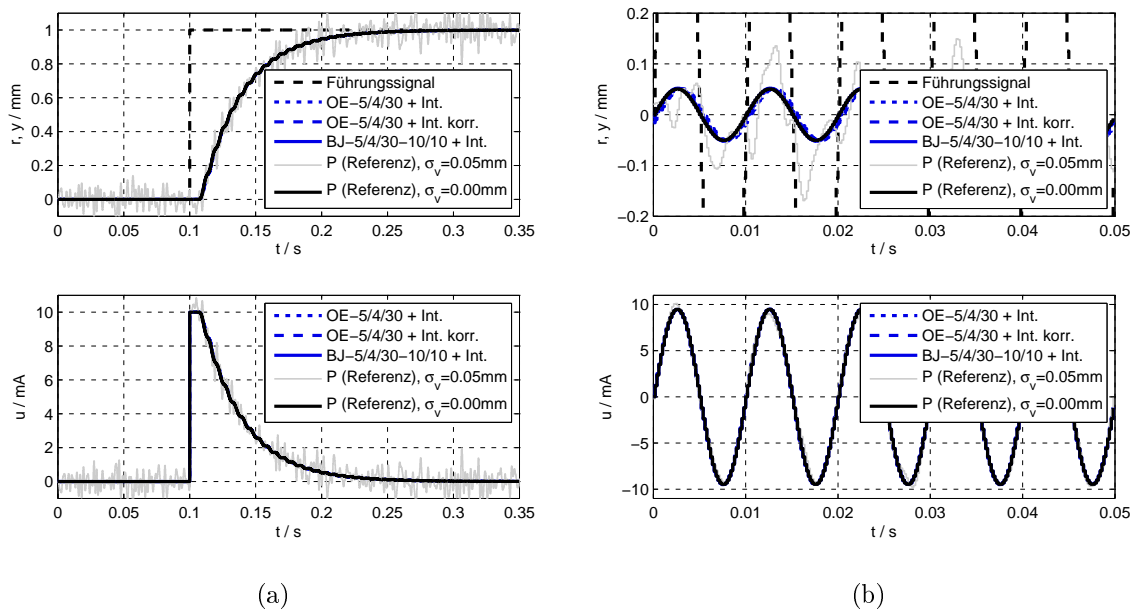 r, y / mm
1
0.8
0.6
0.4
0.2
0
0 0.05 0.1 0.15 0.2 0.25 0.3 0.35
t / s
Führungssignal
OE−5/4/30 + Int.
OE−5/4/30 + Int. korr.
BJ−5/4/30−10/10 + Int.
P (Referenz), σv=0.05mm
P (Referenz), σv=0.00mm
r, y / mm
0.2
0.1
0
−0.1
−0.2
0 0.01 0.02 0.03 0.04 0.05
t / s
Führungssignal
OE−5/4/30 + Int.
OE−5/4/30 + Int. korr.
BJ−5/4/30−10/10 + Int.
P (Referenz), σv=0.05mm
P (Referenz), σv=0.00mm
u / mA
10
8
6
4
2
0
0 0.05 0.1 0.15 0.2 0.25 0.3 0.35
t / s
OE−5/4/30 + Int.
OE−5/4/30 + Int. korr.
BJ−5/4/30−10/10 + Int.
P (Referenz), σv=0.05mm
P (Referenz), σv=0.00mm
u / mA
10
5
0
−5
−10
0 0.01 0.02 0.03 0.04 0.05
t / s
OE−5/4/30 + Int.
OE−5/4/30 + Int. korr.
BJ−5/4/30−10/10 + Int.
P (Referenz), σv=0.05mm
P (Referenz), σv=0.00mm
(a)
(b)